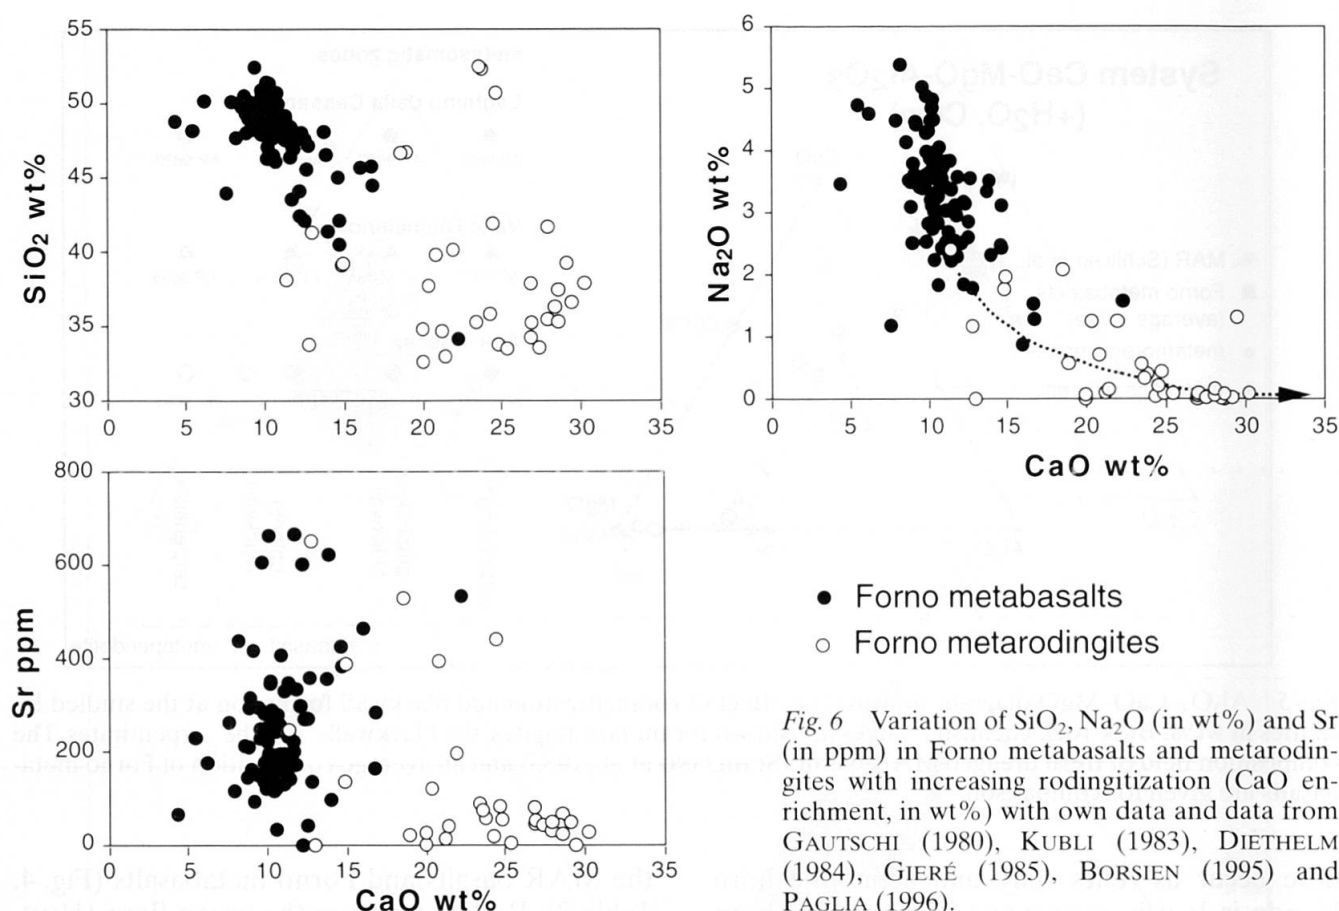 55
50
45
40
35
30
SiO₂ wt%
0 5 10 15 20 25 30 35
6
5
4
3
2
1
0
Na₂O wt%
0 5 10 15 20 25 30 35
CaO wt%
800
600
400
200
0
Sr ppm
0 5 10 15 20 25 30 35
CaO wt%
● Forno metabasalts
○ Forno metarodingites
Fig. 6 Variation of SiO₂, Na₂O (in wt%) and Sr
(in ppm) in Forno metabasalts and metarodin-
gites with increasing rodingitization (CaO en-
richment, in wt%) with own data and data from
GAUTSCHI (1980), KUBLI (1983), DIETHELM
(1984), GIERÉ (1985), BORSIEN (1995) and
PAGLIA (1996).